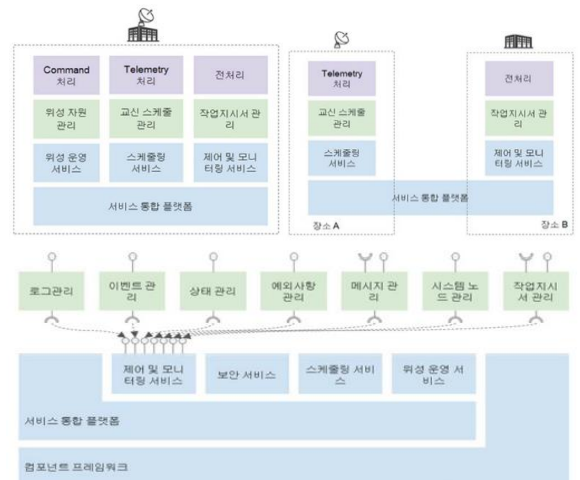 Command
처리
Telemetry
처리
전처리
위성 자원
관리
교신 스케줄
관리
작업지시서 관
리
위성 운영
서비스
스케줄링
서비스
제어 및 모니
터링 서비스
서비스 통합 플랫폼
Telemetry
처리
교신 스케줄
관리
스케줄링
서비스
전처리
작업지시서 관
리
제어 및 모니
터링 서비스
서비스 통합 플랫폼
장소 A
장소 B
로그관리
이벤트 관
리
상태 관리
예외사항
관리
메시지 관
리
시스템 노
드 관리
작업지시
서 관리
제어 및 모니
터링 서비스
보안 서비스
스케줄링 서비
스
위성 운영 서
비스
서비스 통합 플랫폼
컴포넌트 프레임워크